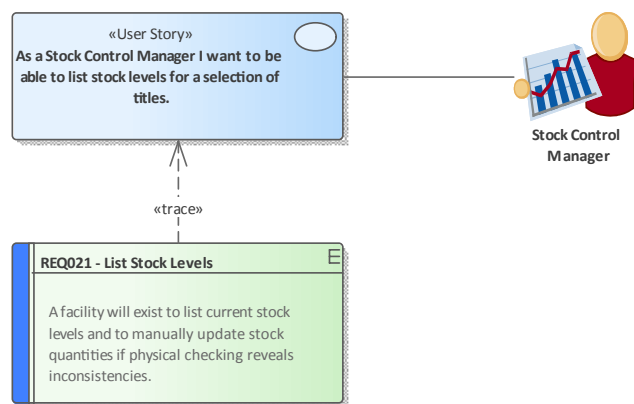 «User Story»
As a Stock Control Manager I want to be
able to list stock levels for a selection of
titles.
Stock Control
Manager
«trace»
REQ021 - List Stock Levels
E
A facility will exist to list current stock
levels and to manually update stock
quantities if physical checking reveals
inconsistencies.